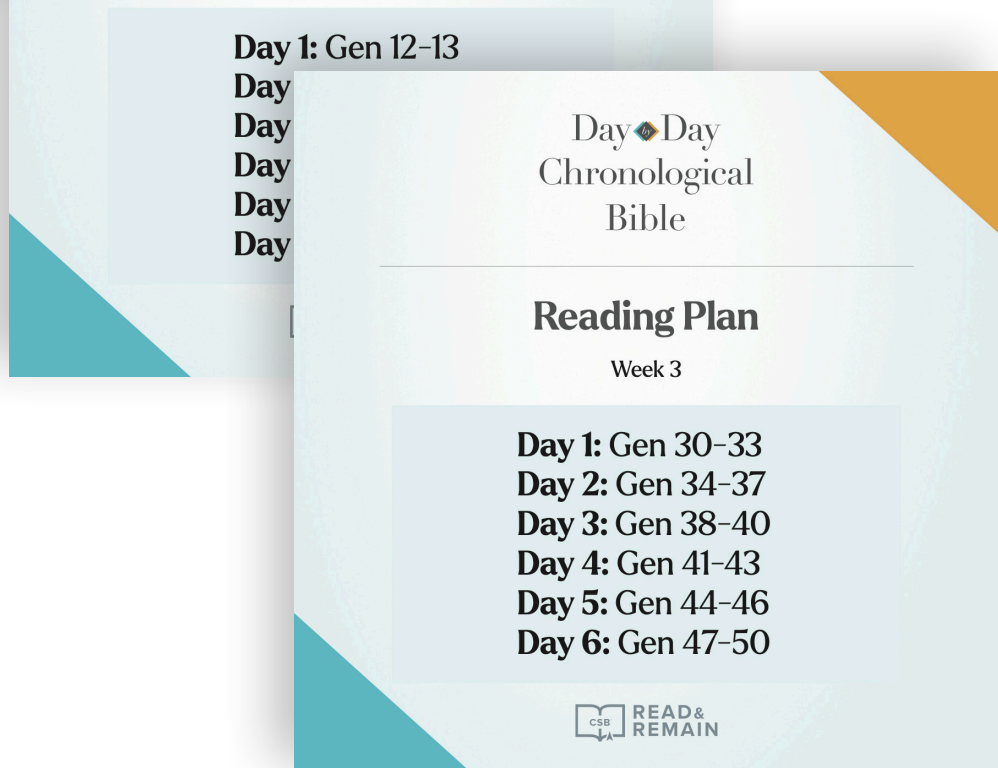 Day 1: Gen 12–13
Day
Day
Day
Day
Day
Day by Day
Chronological
Bible
Reading Plan
Week 3
Day 1: Gen 30–33
Day 2: Gen 34–37
Day 3: Gen 38–40
Day 4: Gen 41–43
Day 5: Gen 44–46
Day 6: Gen 47–50
CSB
READ&
REMAIN